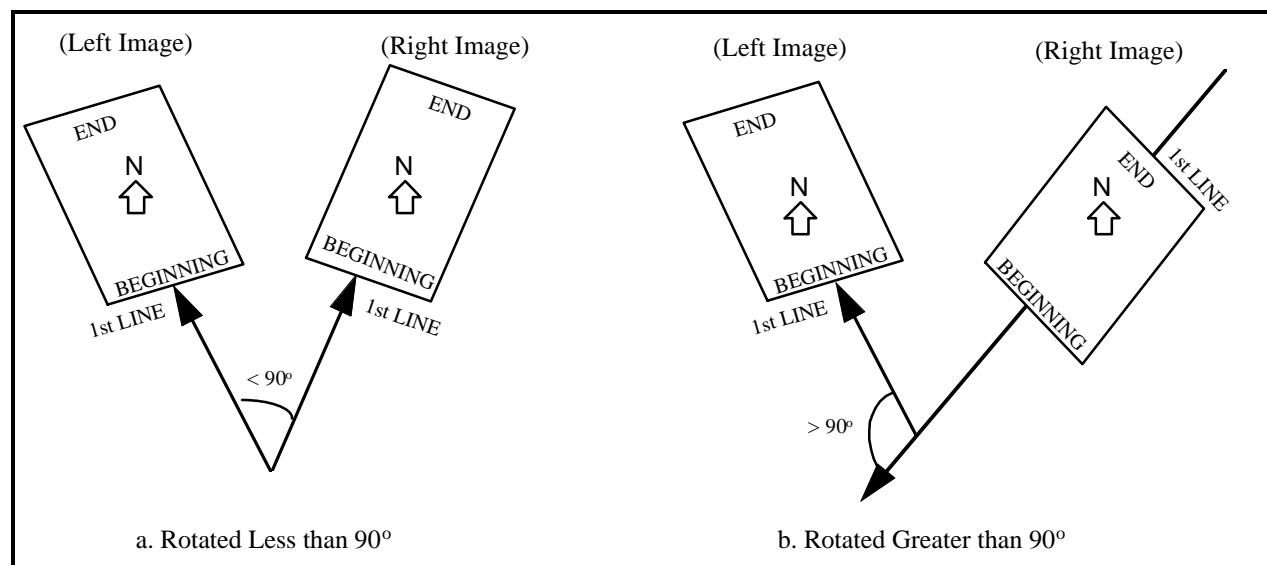 (Left Image)
(Right Image)
END
END
N
N
BEGINNING
BEGINNING
1st LINE
1st LINE
< 90º
a. Rotated Less than 90º
(Left Image)
(Right Image)
END
END
1st LINE
N
N
BEGINNING
BEGINNING
1st LINE
> 90º
b. Rotated Greater than 90º